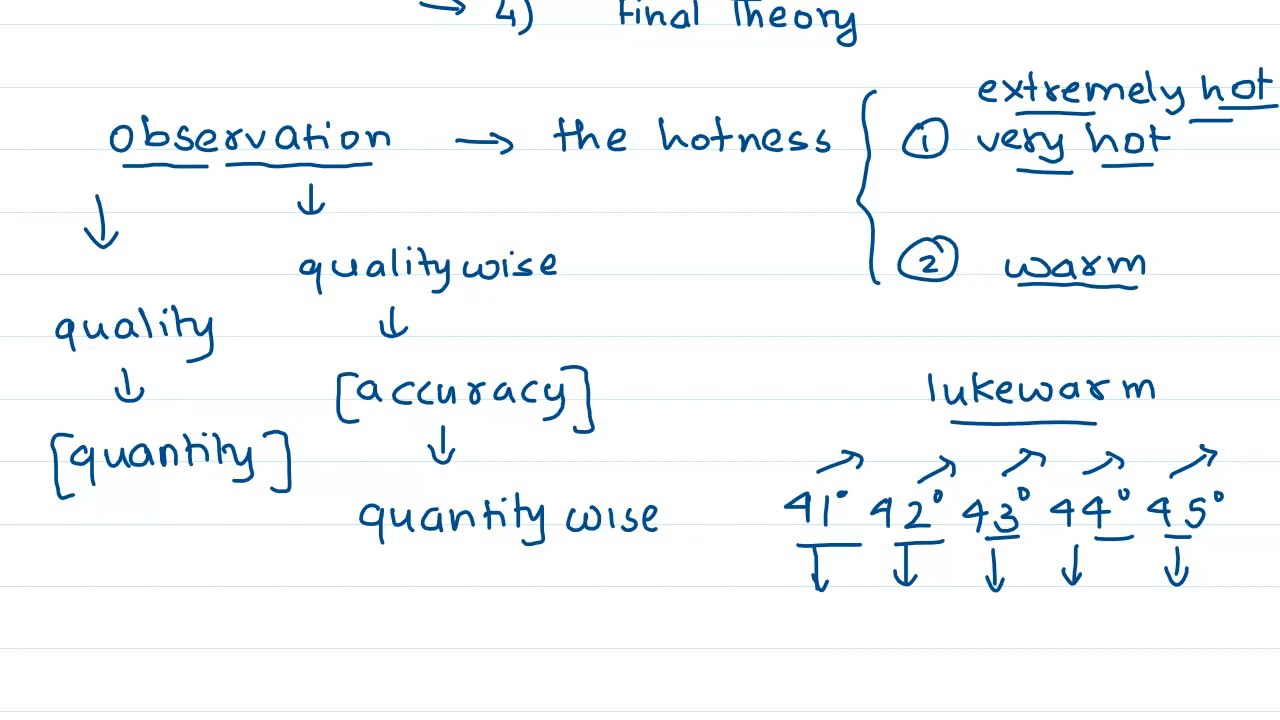 → 4) Final Theory
extremely hot
observation → the hotness { ① very hot
↓ ↓
qualitywise ② warm
quality ↓
↓ [accuracy] lukewarm
[quantity] ↓
41° 42° 43° 44° 45°
quantity wise